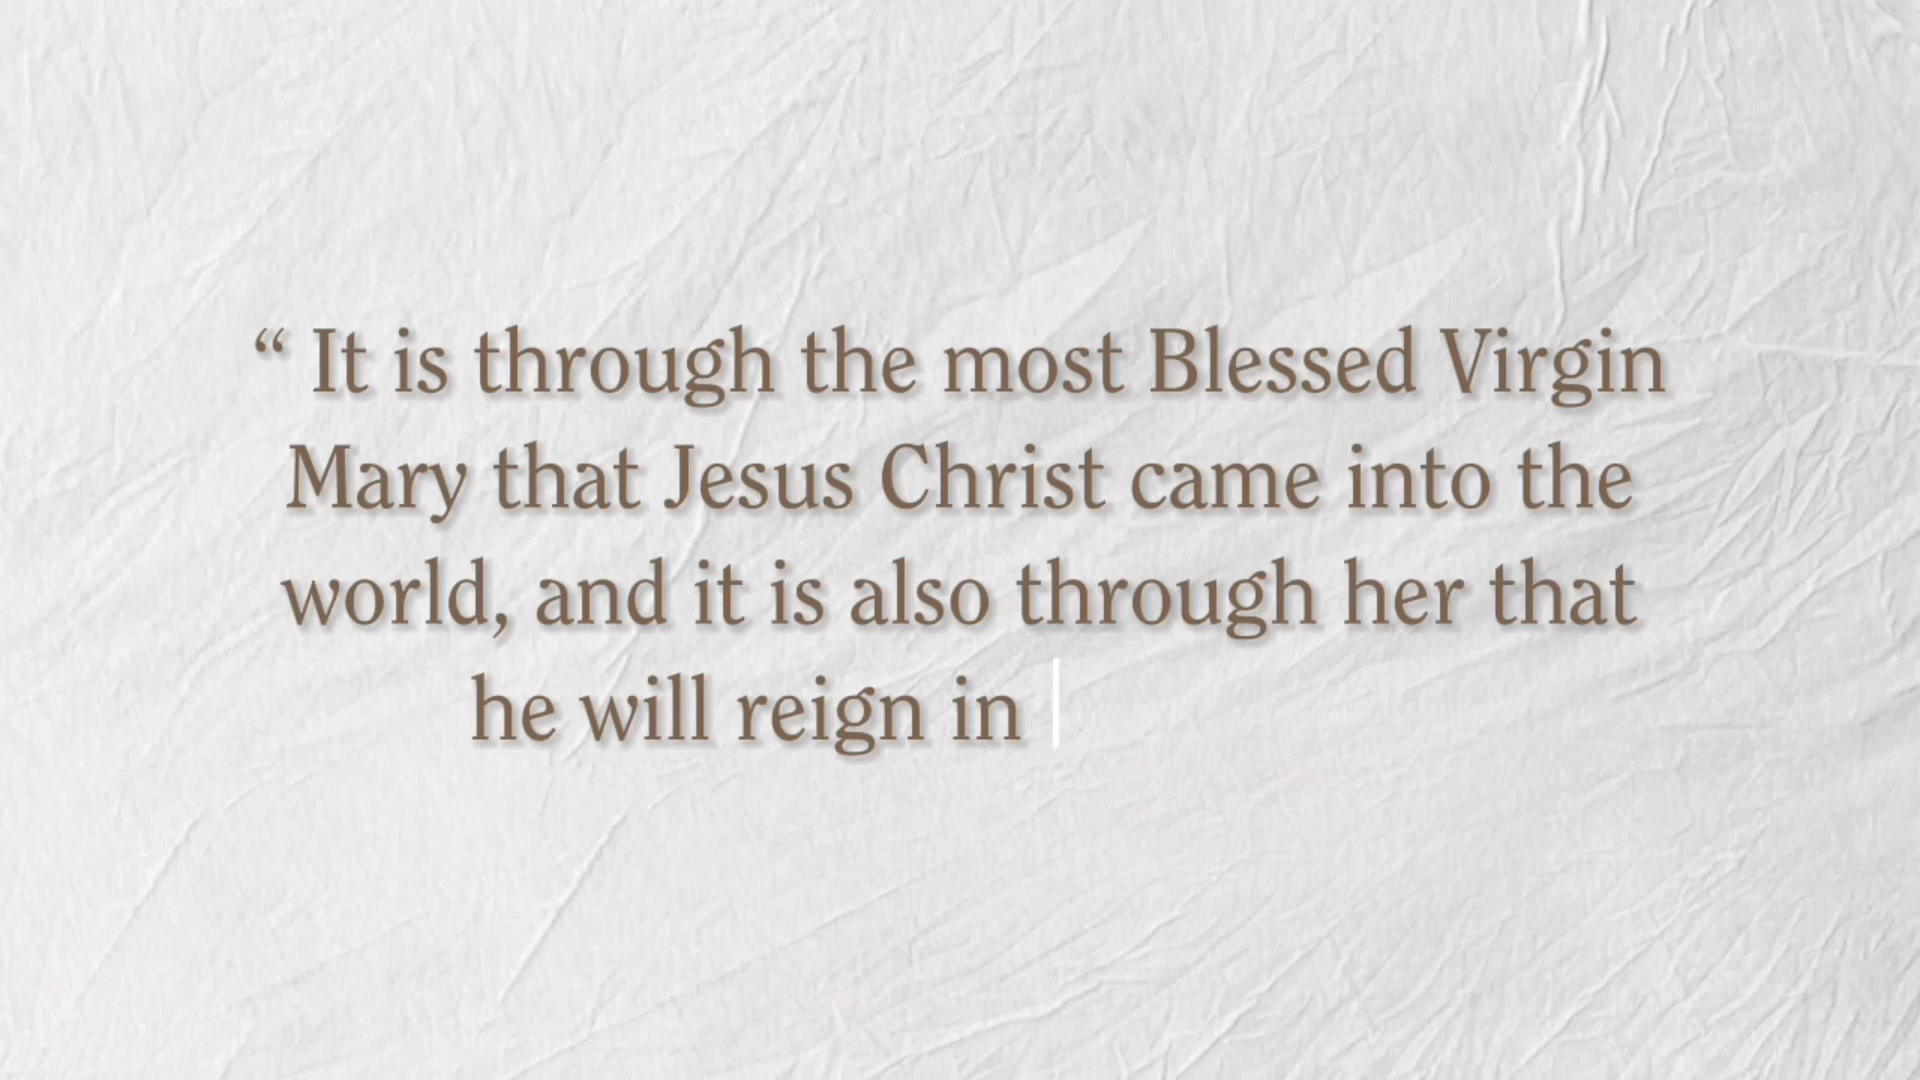 “ It is through the most Blessed Virgin
Mary that Jesus Christ came into the
world, and it is also through her that
he will reign in